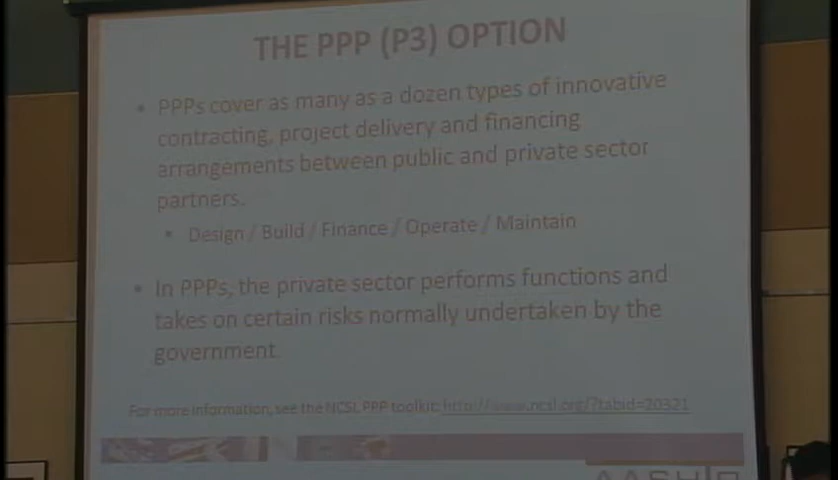 THE PPP (P3) OPTION
• PPPs cover as many as a dozen types of innovative
contracting, project delivery and financing
arrangements between public and private sector
partners.
• Design / Build / Finance / Operate / Maintain
• In PPPs, the private sector performs functions and
takes on certain risks normally undertaken by the
government.
For more information, see the NCSL PPP toolkit: http://www.ncsl.org/?tabid=20321
AASHTO